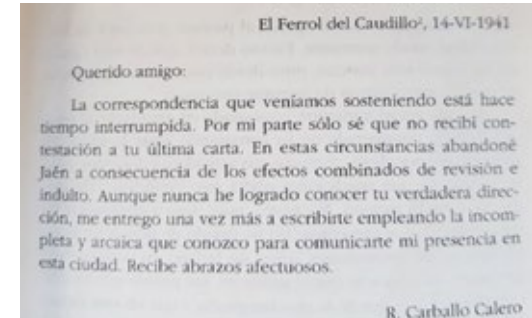 El Ferrol del Caudillo², 14-VI-1941
Querido amigo:
La correspondencia que veníamos sosteniendo está hace
tiempo interrumpida. Por mi parte sólo sé que no recibí con-
testación a tu última carta. En estas circunstancias abandoné
Jaén a consecuencia de los efectos combinados de revisión e
indulto. Aunque nunca he logrado conocer tu verdadera direc-
ción, me entrego una vez más a escribirte empleando la incom-
pleta y arcaica que conozco para comunicarte mi presencia en
esta ciudad. Recibe abrazos afectuosos.
R. Carballo Calero